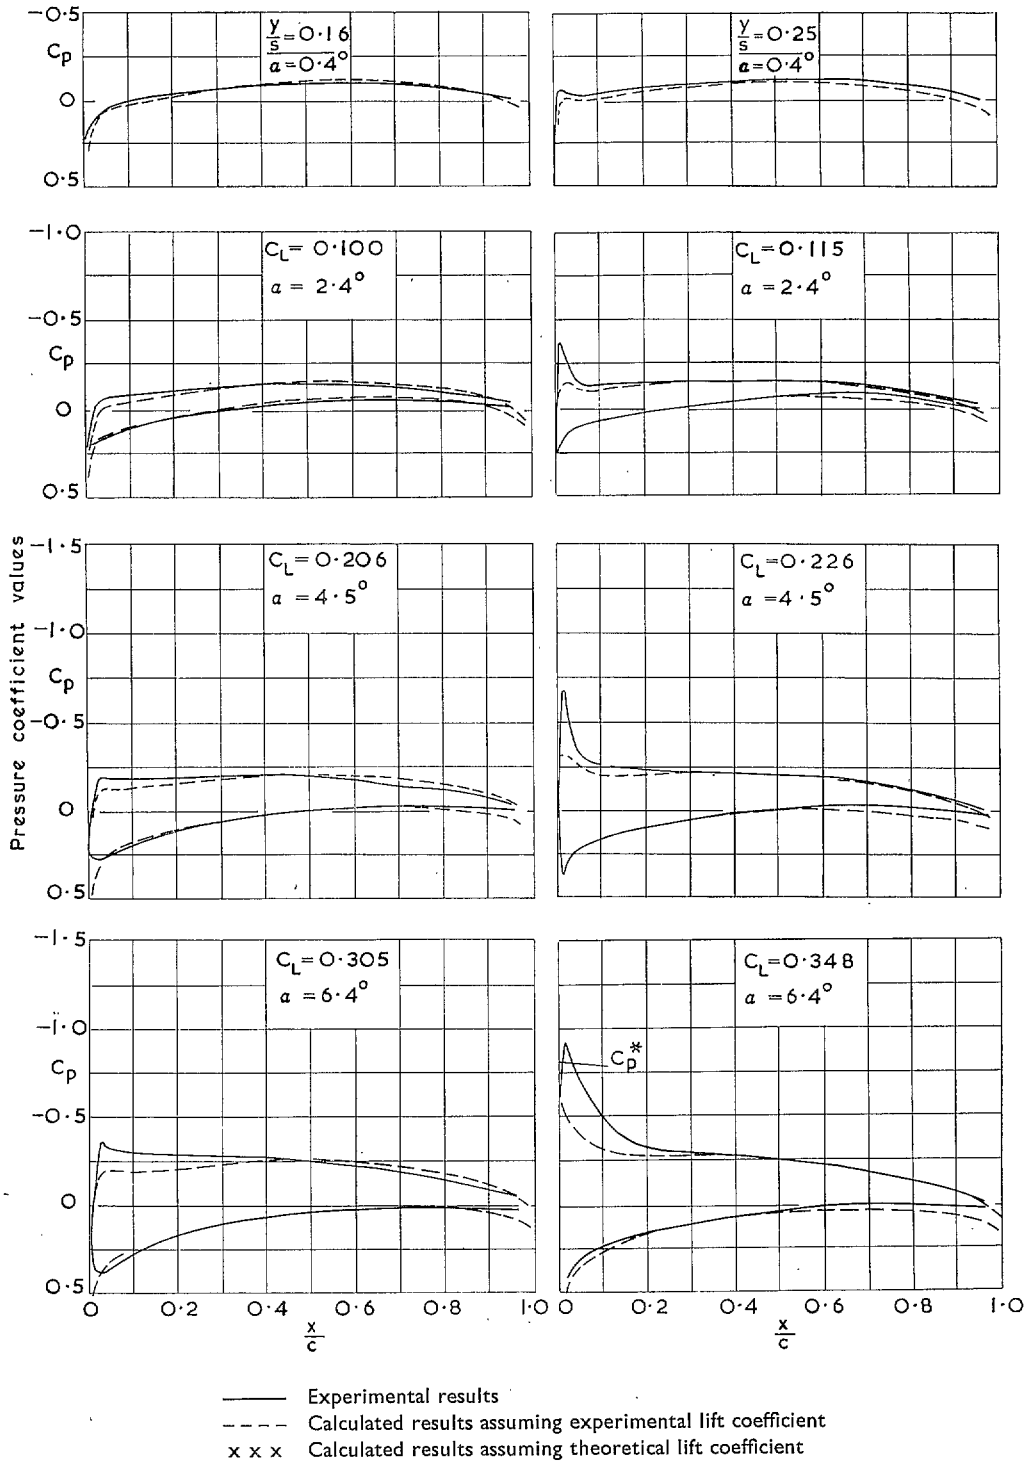 -0.5
y/s = 0.16
a = 0.4°
y/s = 0.25
a = 0.4°
Cp
0
0.5
-1.0
CL = 0.100
a = 2.4°
CL = 0.115
a = 2.4°
-0.5
Cp
0
0.5
Pressure coefficient values
-1.5
CL = 0.206
a = 4.5°
CL = 0.226
a = 4.5°
-1.0
Cp
-0.5
0
0.5
-1.5
CL = 0.305
a = 6.4°
CL = 0.348
a = 6.4°
-1.0
Cp*
Cp
-0.5
0
0.5
0 0.2 0.4 0.6 0.8 1.0
x/c
0 0.2 0.4 0.6 0.8 1.0
x/c
Experimental results
Calculated results assuming experimental lift coefficient
x x x Calculated results assuming theoretical lift coefficient